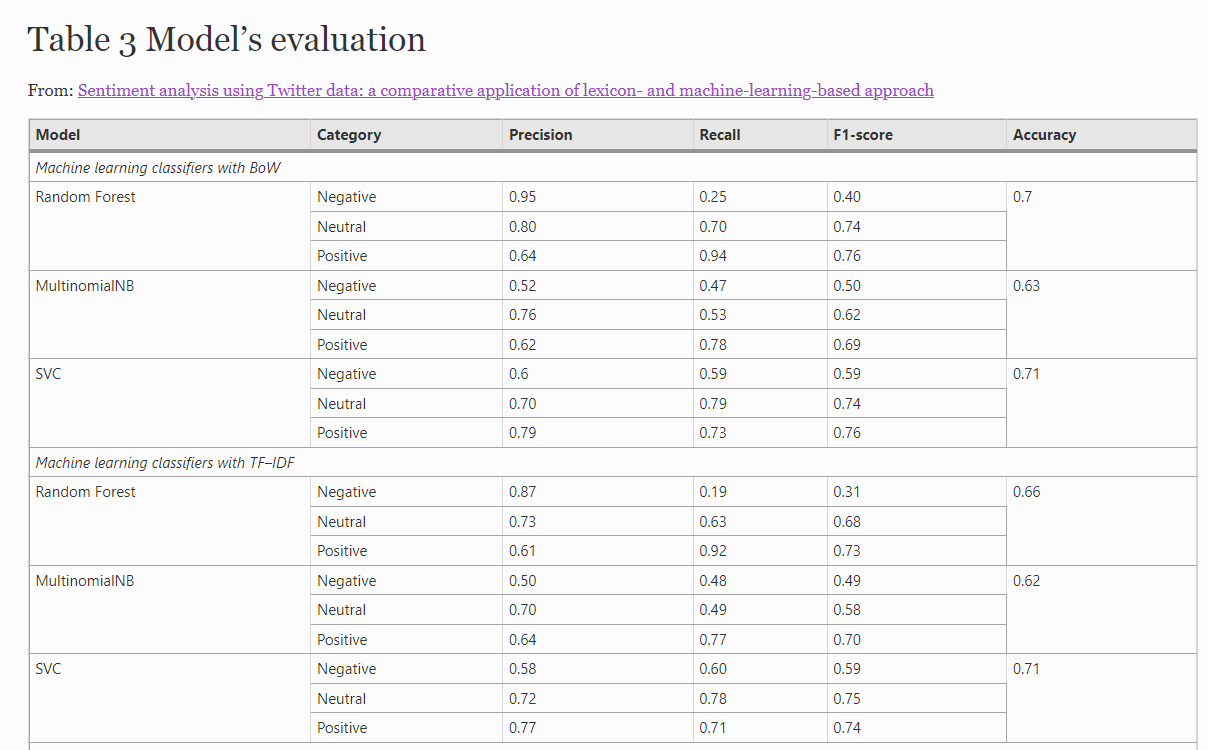 Table 3 Model’s evaluation
From: Sentiment analysis using Twitter data: a comparative application of lexicon- and machine-learning-based approach
Model Category Precision Recall F1-score Accuracy
Machine learning classifiers with BoW
Random Forest Negative 0.95 0.25 0.40 0.7
Neutral 0.80 0.70 0.74
Positive 0.64 0.94 0.76
MultinomialNB Negative 0.52 0.47 0.50 0.63
Neutral 0.76 0.53 0.62
Positive 0.62 0.78 0.69
SVC Negative 0.6 0.59 0.59 0.71
Neutral 0.70 0.79 0.74
Positive 0.79 0.73 0.76
Machine learning classifiers with TF–IDF
Random Forest Negative 0.87 0.19 0.31 0.66
Neutral 0.73 0.63 0.68
Positive 0.61 0.92 0.73
MultinomialNB Negative 0.50 0.48 0.49 0.62
Neutral 0.70 0.49 0.58
Positive 0.64 0.77 0.70
SVC Negative 0.58 0.60 0.59 0.71
Neutral 0.72 0.78 0.75
Positive 0.77 0.71 0.74